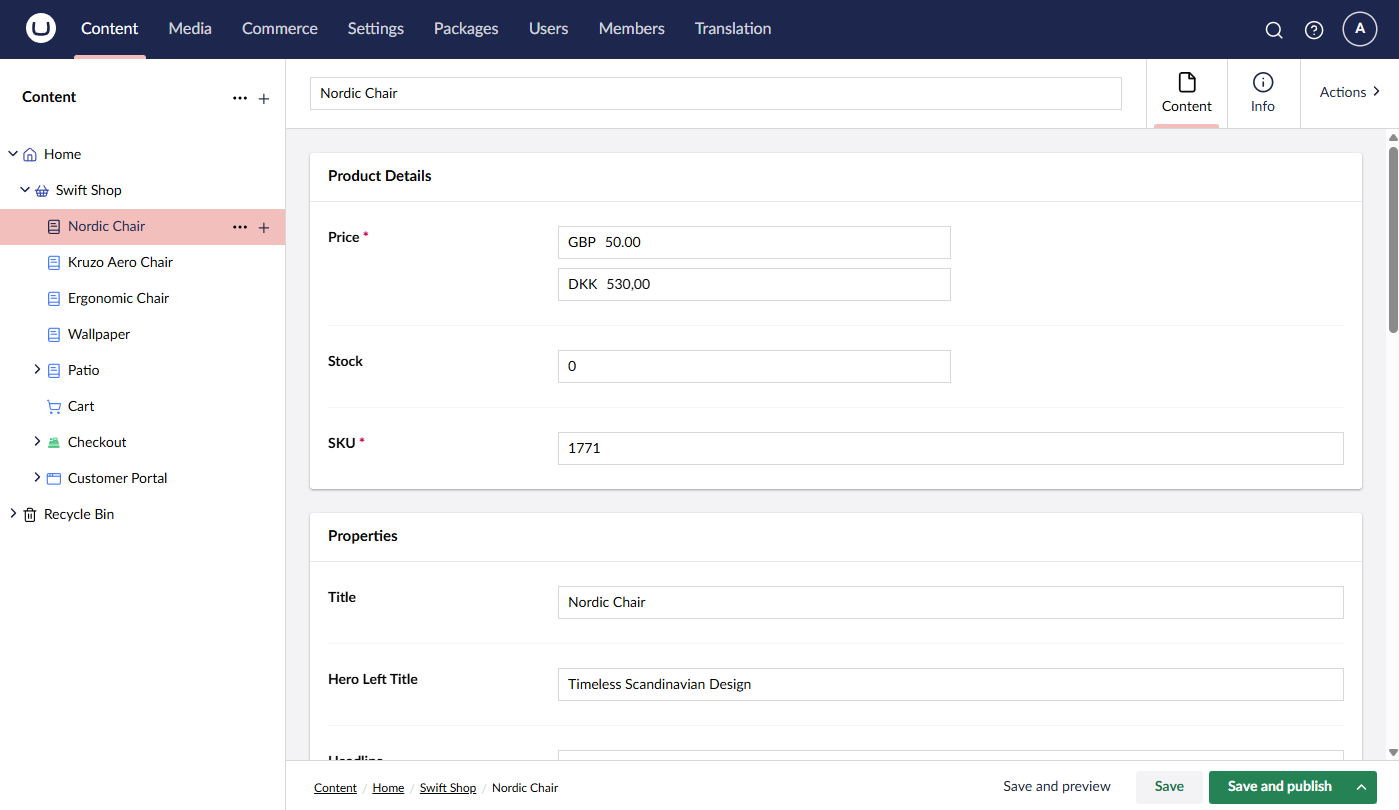 Content Media Commerce Settings Packages Users Members Translation A
Content
Home
Swift Shop
Nordic Chair
Kruzo Aero Chair
Ergonomic Chair
Wallpaper
Patio
Cart
Checkout
Customer Portal
Recycle Bin
Nordic Chair
Content
Info
Actions
Product Details
Price *
GBP 50.00
DKK 530,00
Stock
0
SKU *
1771
Properties
Title
Nordic Chair
Hero Left Title
Timeless Scandinavian Design
Headline
Content / Home / Swift Shop / Nordic Chair
Save and preview
Save
Save and publish